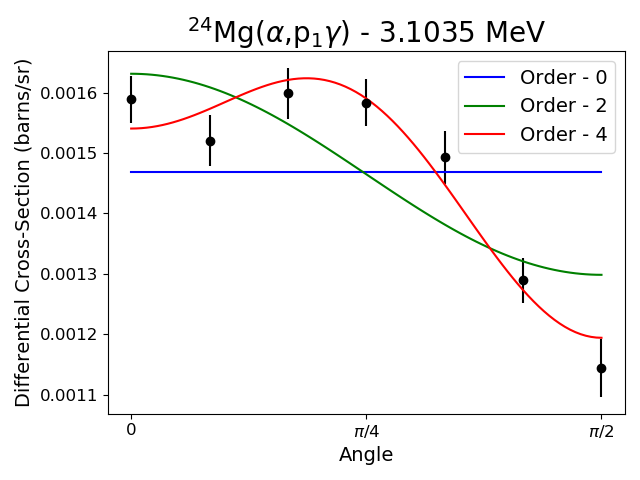 ²⁴Mg(α,p₁γ) - 3.1035 MeV
Differential Cross-Section (barns/sr)
0.0016
0.0015
0.0014
0.0013
0.0012
0.0011
Order - 0
Order - 2
Order - 4
0
π/4
π/2
Angle